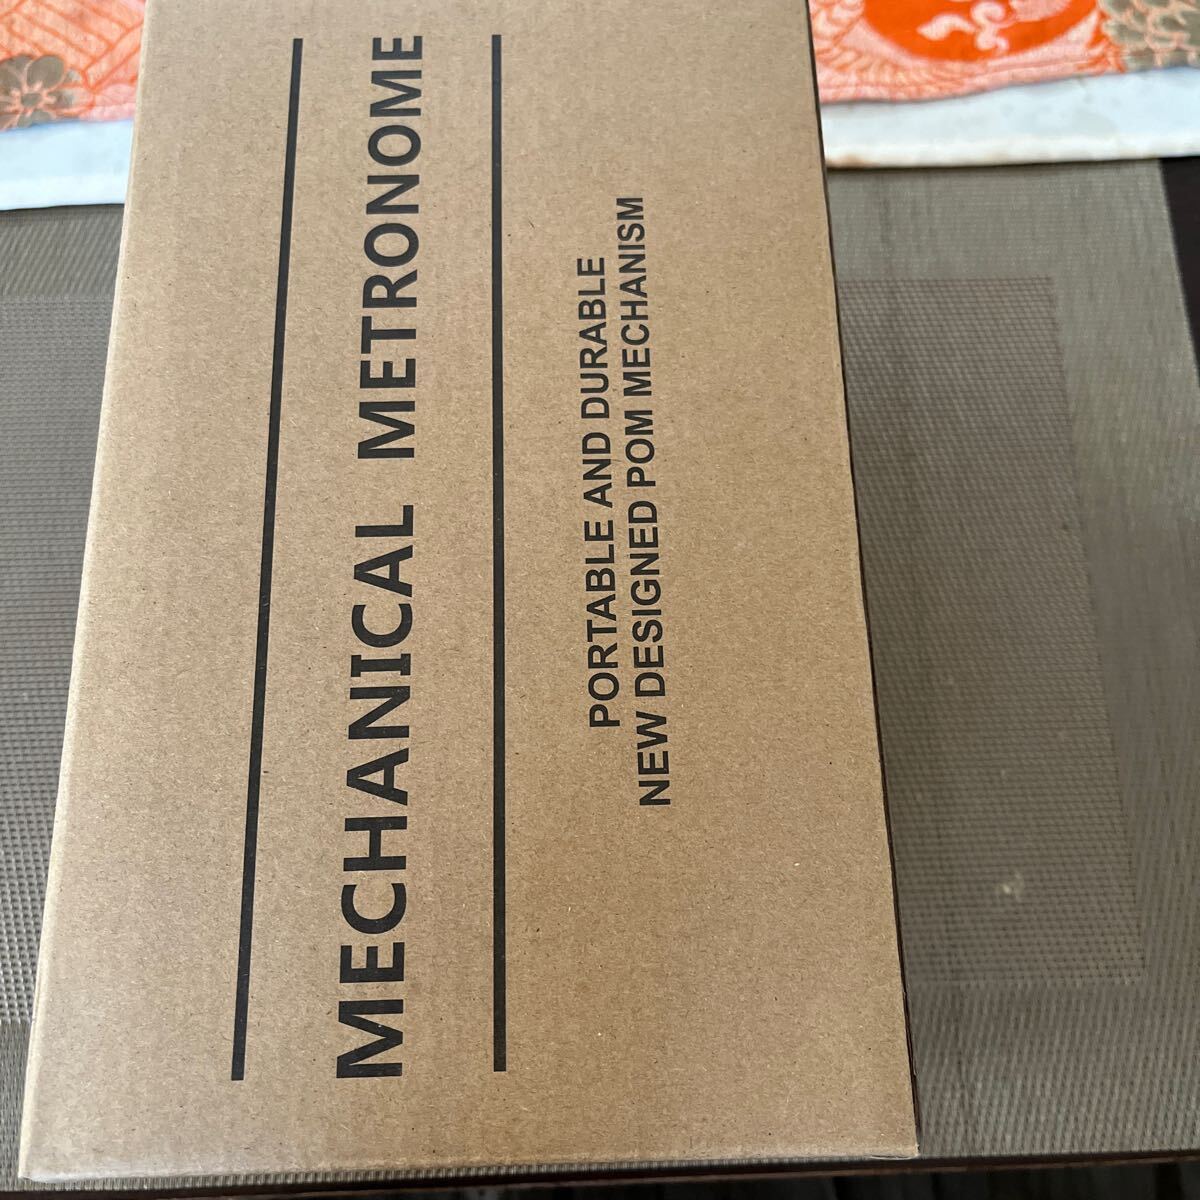 MECHANICAL METRONOME
PORTABLE AND DURABLE
NEW DESIGNED POM MECHANISM